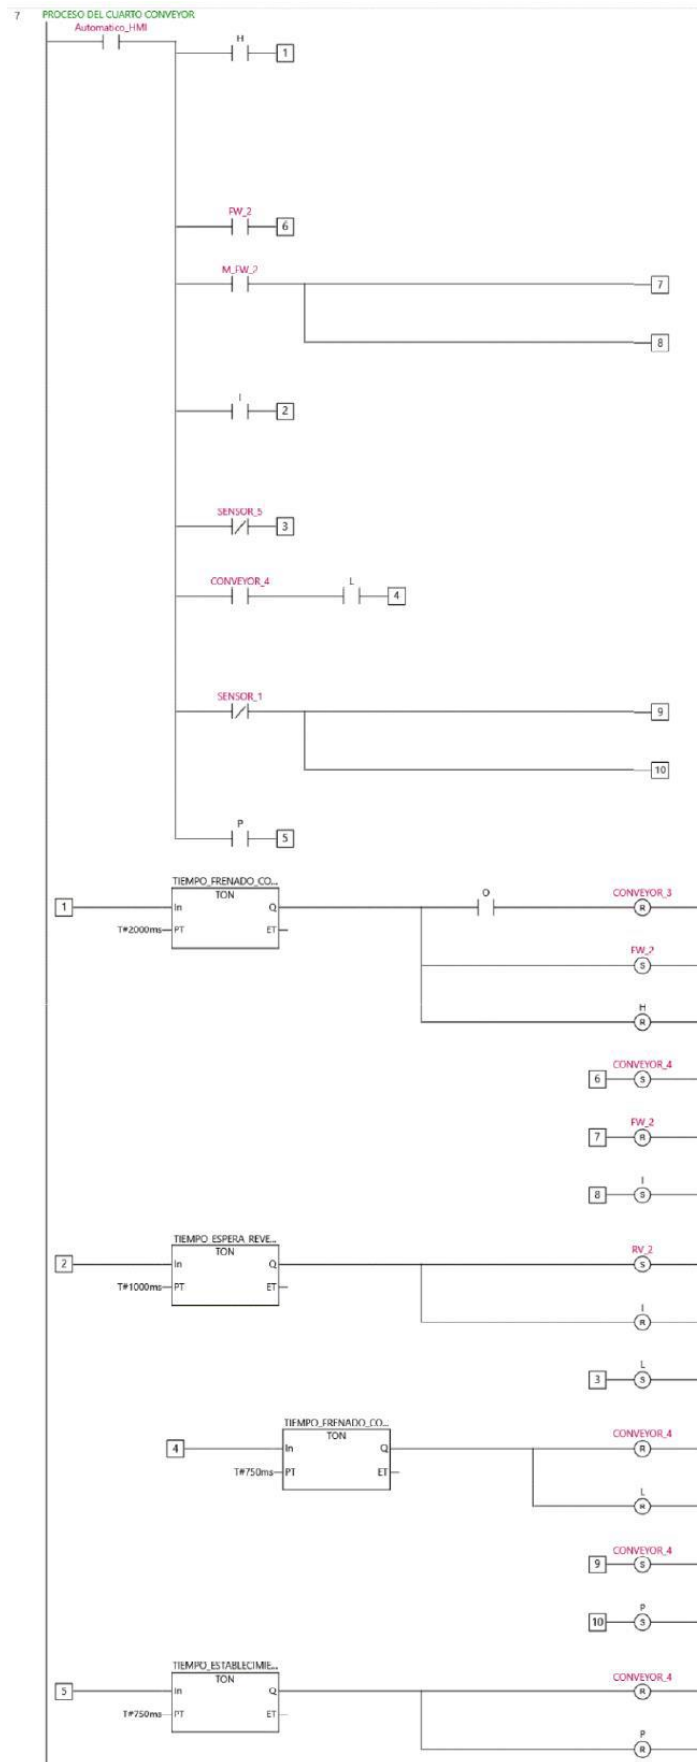 7 PROCESO DEL CUARTO CONVEYOR
Automatico_HMI
H
1
FW_2
6
M_FW_2
7
8
I
2
SENSOR_5
3
CONVEYOR_4 L
4
SENSOR_1
9
10
P
5
TIEMPO_FRENADO_CO...
TON
O
CONVEYOR_3
1 In Q R
T#2000ms PT ET
FW_2
S
H
R
CONVEYOR_4
6 S
FW_2
7 R
I
8 S
TIEMPO_ESPERA_REVE...
TON
RV_2
2 In Q S
T#1000ms PT ET
I
R
L
3 S
TIEMPO_FRENADO_CO...
TON
CONVEYOR_4
4 In Q R
T#750ms PT ET
L
R
CONVEYOR_4
9 S
P
10 S
TIEMPO_ESTABLECIMIE...
TON
CONVEYOR_4
5 In Q R
T#750ms PT ET
P
R